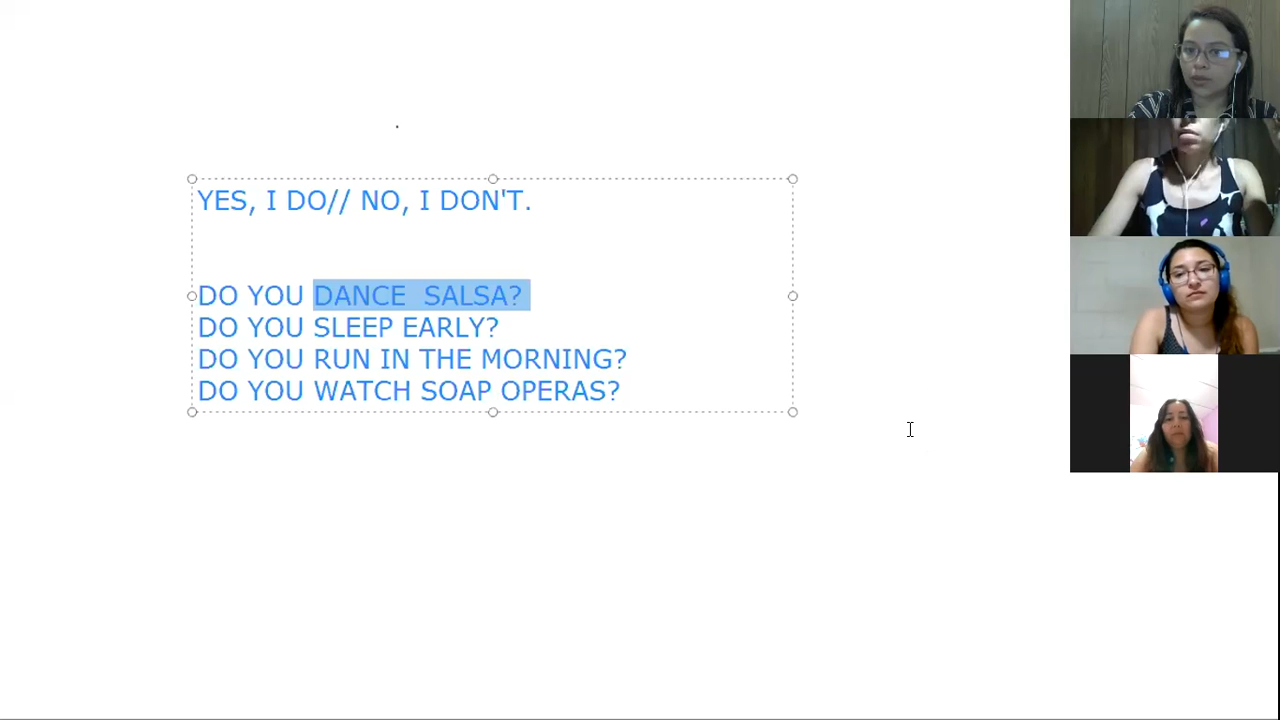 YES, I DO// NO, I DON'T.
DO YOU DANCE  SALSA?
DO YOU SLEEP EARLY?
DO YOU RUN IN THE MORNING?
DO YOU WATCH SOAP OPERAS?